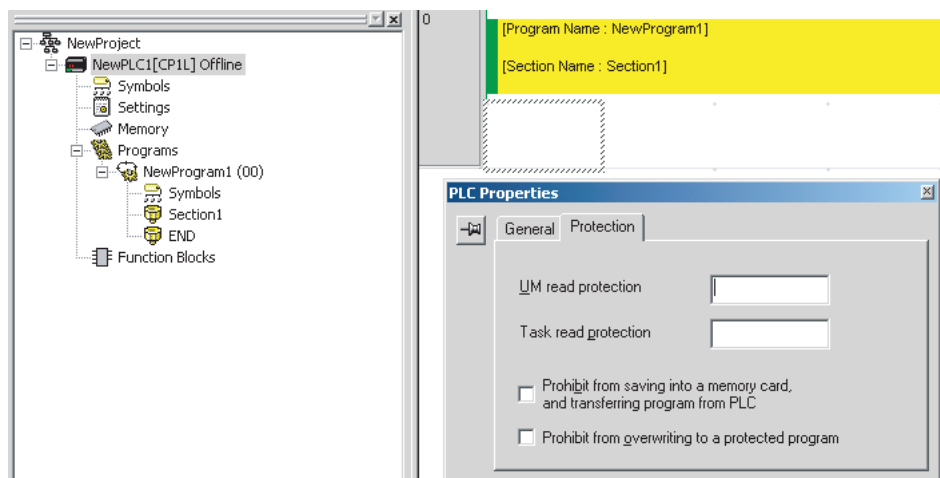 NewProject
NewPLC1[CP1L] Offline
Symbols
Settings
Memory
Programs
NewProgram1 (00)
Symbols
Section1
END
Function Blocks
0
[Program Name : NewProgram1]
[Section Name : Section1]
PLC Properties
General Protection
UM read protection
Task read protection
Prohibit from saving into a memory card,
and transferring program from PLC
Prohibit from overwriting to a protected program